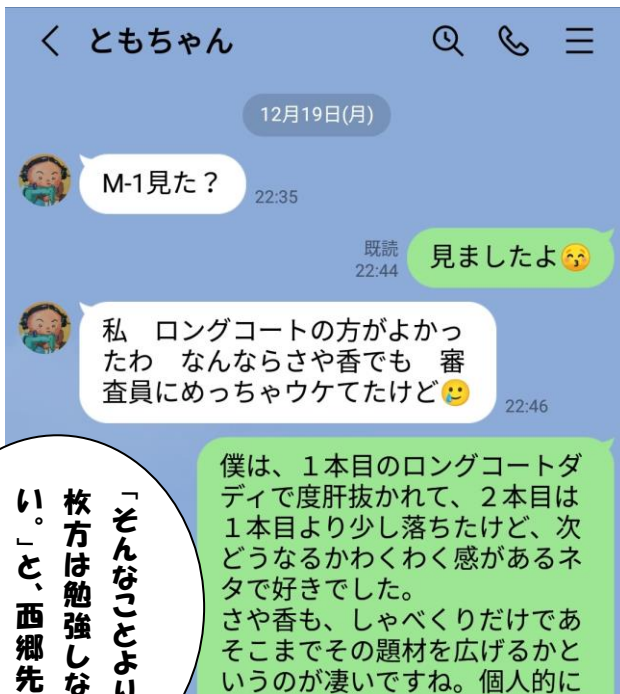 ともちゃん
12月19日(月)
M-1見た？
22:35
既読
22:44
見ましたよ😚
私　ロングコートの方がよかっ
たわ　なんならさや香でも　審
査員にめっちゃウケてたけど🥲
22:46
僕は、１本目のロングコートダ
ディで度肝抜かれて、２本目は
１本目より少し落ちたけど、次
どうなるかわくわく感があるネ
タで好きでした。
さや香も、しゃべくりだけであ
そこまでその題材を広げるかと
いうのが凄いですね。個人的に
「そんなことより
枚方は勉強しな
い。」と、西郷先